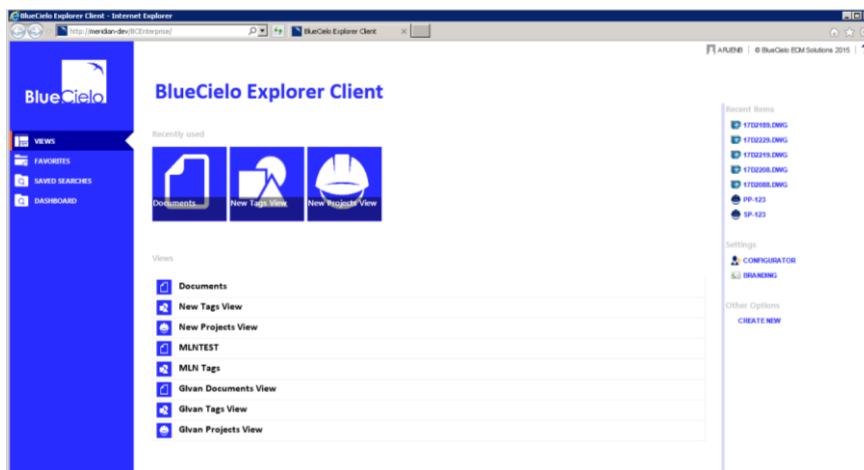 BlueCielo Explorer Client - Internet Explorer
http://meridian-dev/BCEnterprise/
BlueCielo Explorer Client
ARJENB | © BlueCielo ECM Solutions 2015 |
BlueCielo
VIEWS
FAVORITES
SAVED SEARCHES
DASHBOARD
BlueCielo Explorer Client
Recently used
Documents
New Tags View
New Projects View
Views
Documents
New Tags View
New Projects View
MLNTEST
MLN Tags
GIvan Documents View
GIvan Tags View
GIvan Projects View
Recent Items
17D2189.DWG
17D2229.DWG
17D2219.DWG
17D2208.DWG
17D2088.DWG
PP-123
SP-123
Settings
CONFIGURATOR
BRANDING
Other Options
CREATE NEW